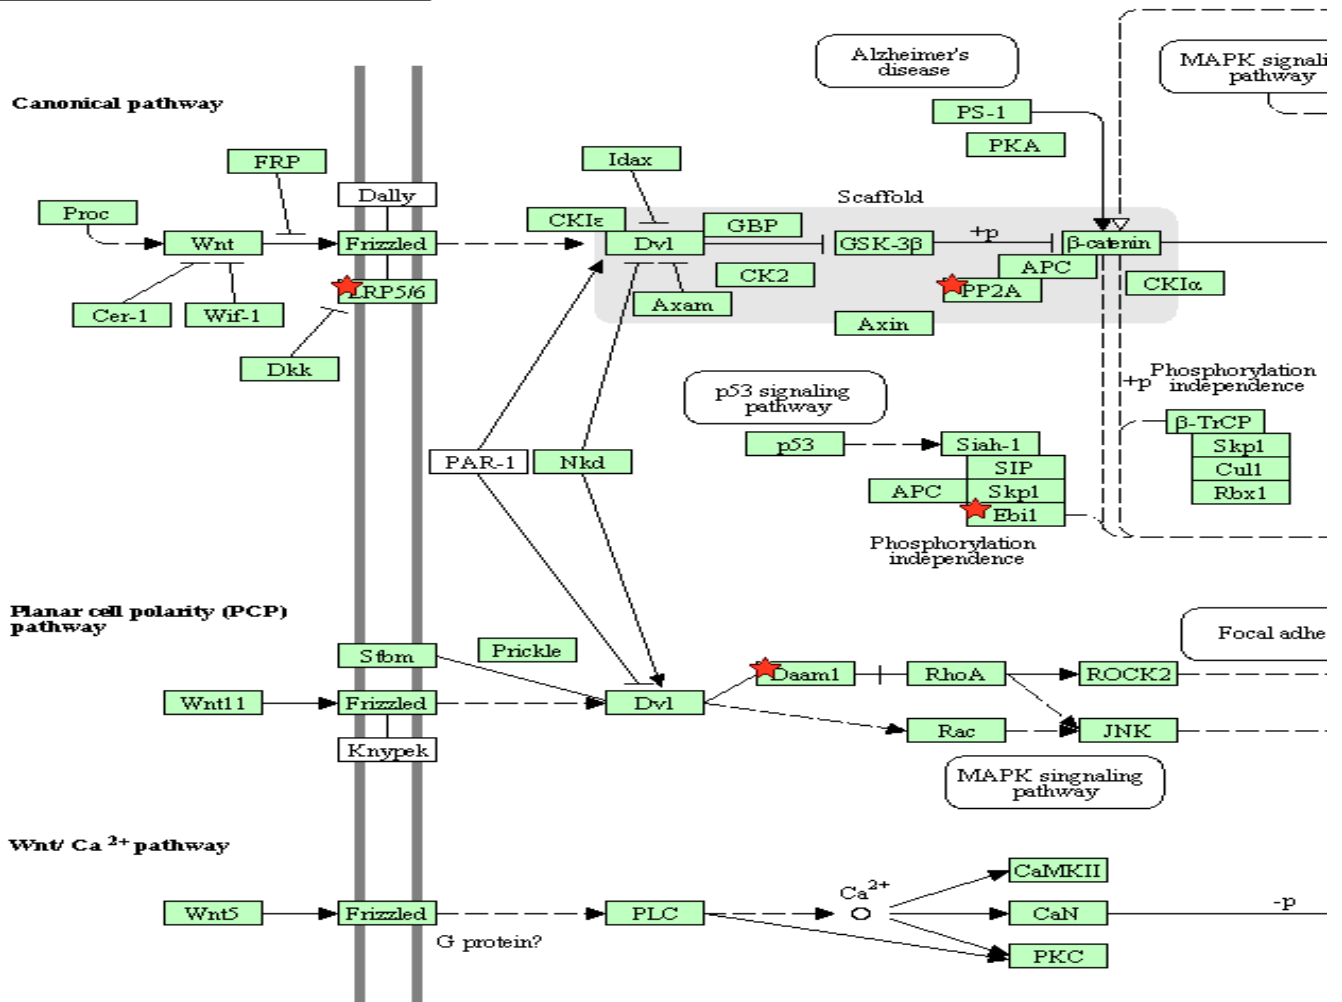 Alzheimer's
disease
MAPK signali
pathway
Canonical pathway
PS-1
PKA
FRP
Idax
Dally
Scaffold
Proc
CKIε
GBP
Wnt
Frizzled
Dvl
GSK-3β
+p
β-catenin
APC
CK2
CKIα
LRP5/6
PP2A
Axam
Cer-1
Wif-1
Axin
Dkk
p53 signaling
pathway
+p
Phosphorylation
independence
β-TrCP
p53
Siah-1
Skp1
PAR-1
Nkd
SIP
Cul1
APC
Skp1
Rbx1
Ebi1
Phosphorylation
independence
Planar cell polarity (PCP)
pathway
Focal adhe
Stbm
Prickle
Daam1
RhoA
ROCK2
Wnt11
Frizzled
Dvl
Rac
JNK
Knypek
MAPK singnaling
pathway
Wnt/ Ca 2+ pathway
CaMKII
Ca2+
Wnt5
Frizzled
PLC
CaN
-p
G protein?
PKC